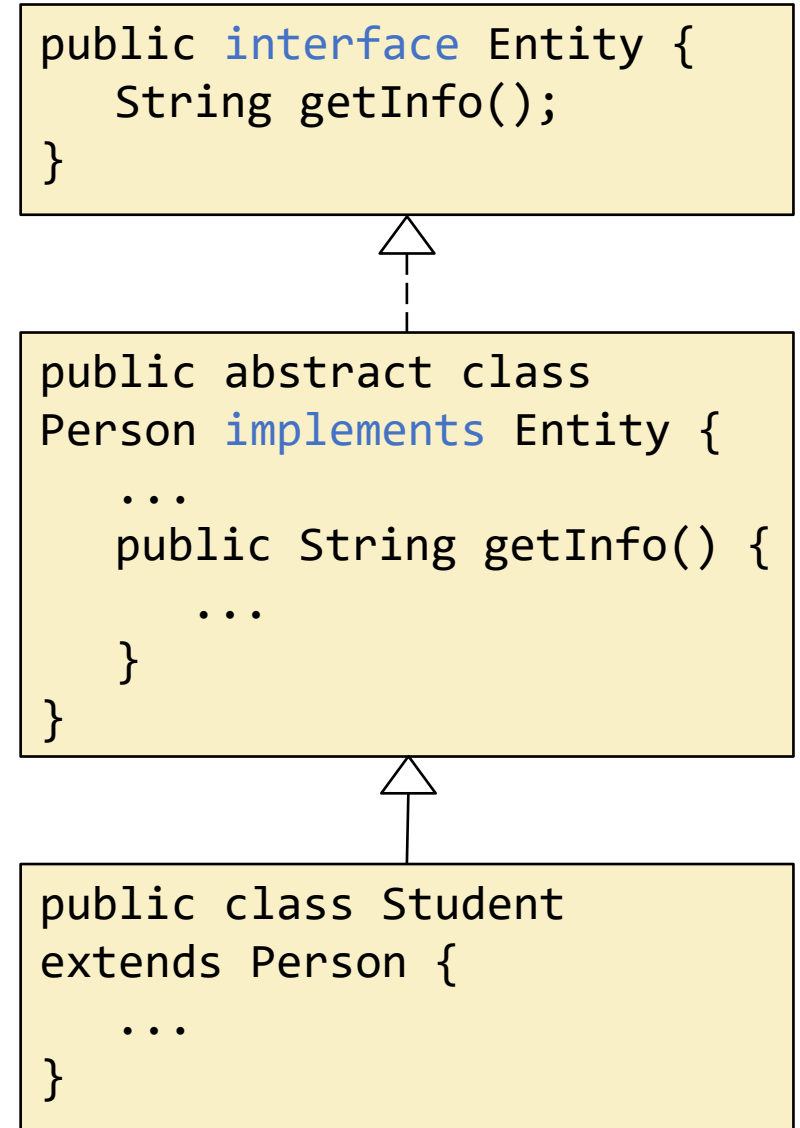 public interface Entity {
   String getInfo();
}
public abstract class
Person implements Entity {
   ...
   public String getInfo() {
      ...
   }
}
public class Student
extends Person {
   ...
}